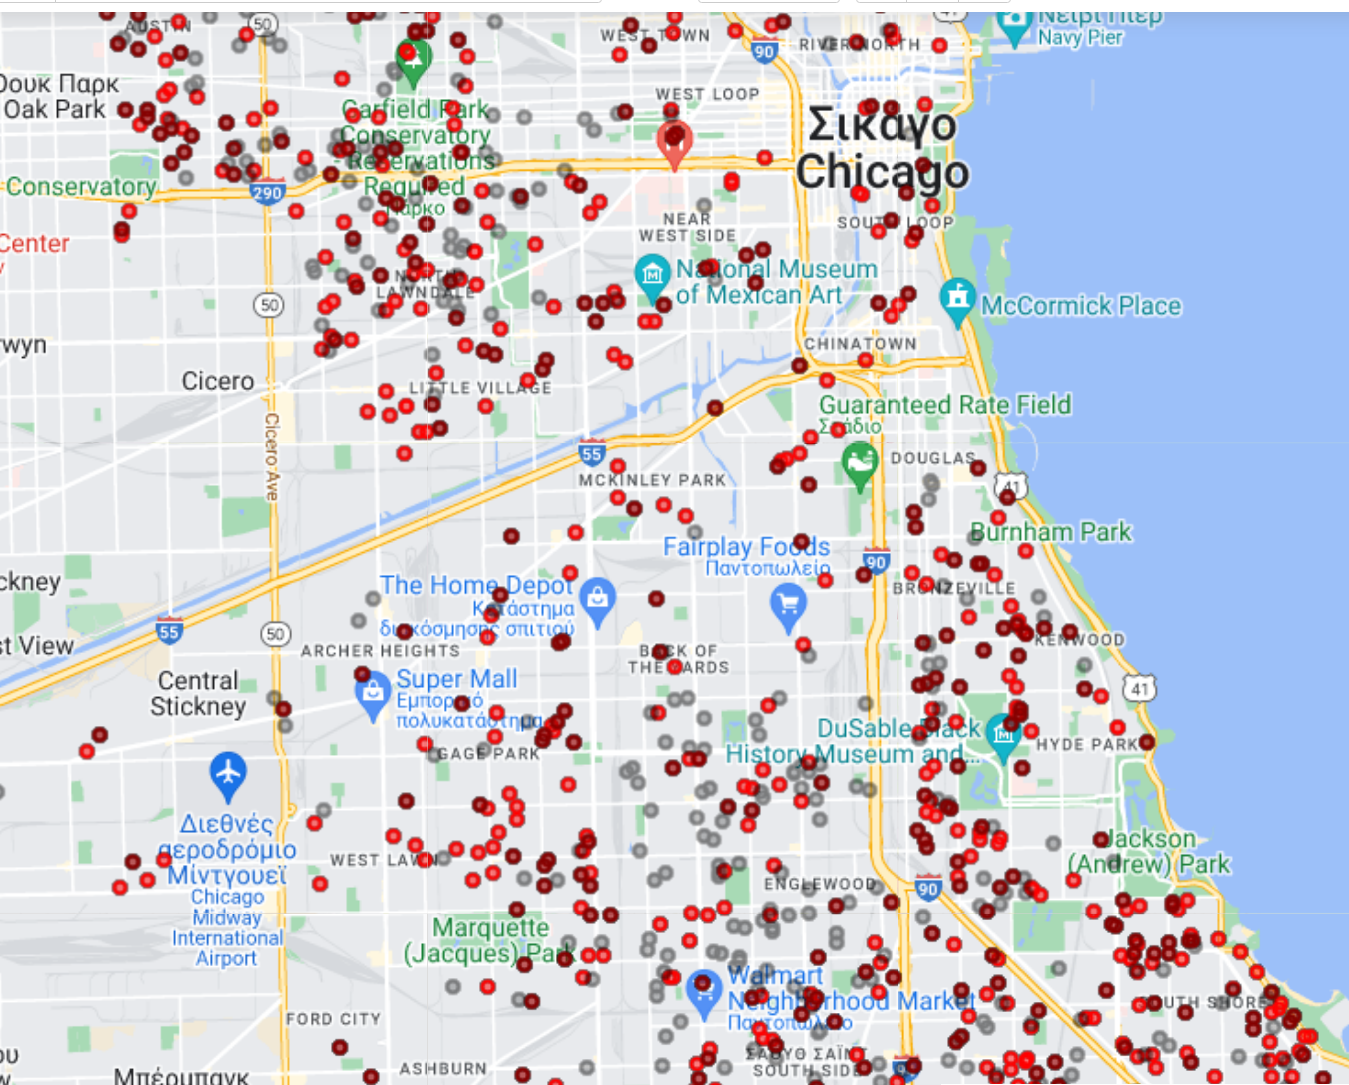 AUSTIN
50
WEST TOWN
90
RIVER NORTH
41
Νέιβι Πιερ
Navy Pier
Όουκ Παρκ
Oak Park
WEST LOOP
Garfield Park
Conservatory
- Reservations
Required
Πάρκο
Σικάγο
Chicago
Conservatory
290
NEAR
WEST SIDE
SOUTH LOOP
Center
NORTH
LAWNDALE
National Museum
of Mexican Art
McCormick Place
50
rwyn
CHINATOWN
Cicero
LITTLE VILLAGE
Guaranteed Rate Field
Στάδιο
Cicero Ave
55
MCKINLEY PARK
DOUGLAS
41
Burnham Park
Fairplay Foods
Παντοπωλείο
90
ckney
The Home Depot
Κατάστημα
διακόσμησης σπιτιού
BRONZEVILLE
55
50
st View
ARCHER HEIGHTS
BACK OF
THE YARDS
KENWOOD
Central
Stickney
Super Mall
Εμπορικό
πολυκατάστημα
41
DuSable Black
History Museum and...
HYDE PARK
GAGE PARK
Διεθνές
αεροδρόμιο
Μίντγουεϊ
Chicago
Midway
International
Airport
WEST LAWN
Jackson
(Andrew) Park
ENGLEWOOD
90
Marquette
(Jacques) Park
Walmart
Neighborhood Market
Παντοπωλείο
SOUTH SHORE
FORD CITY
ΣΆΟΥΘ ΣΆΙΝΤ
SOUTH SIDE
ASHBURN
Μπέρμπανκ